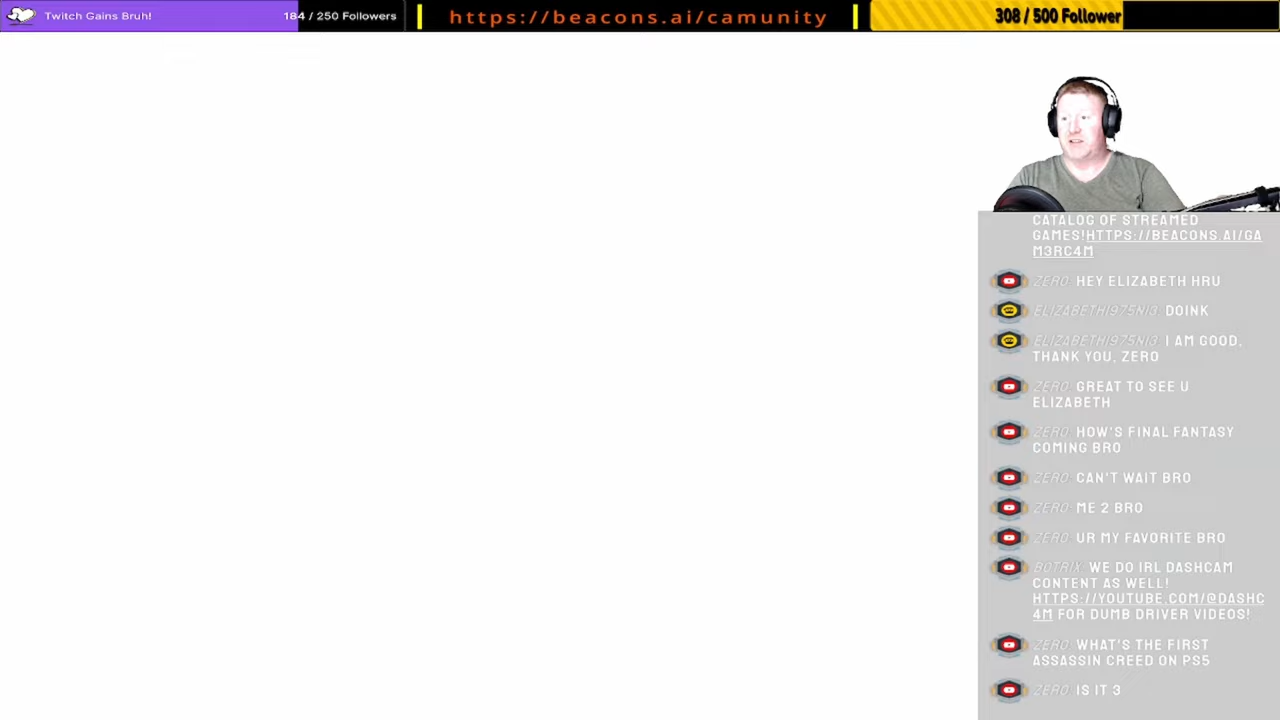 Twitch Gains Bruh!
184 / 250 Followers
https://beacons.ai/camunity
308 / 500 Follower
CATALOG OF STREAMED
GAMES!HTTPS://BEACONS.AI/GA
M3RC4M
ZERO: HEY ELIZABETH HRU
ELIZABETH1975NI3: DOINK
ELIZABETH1975NI3: I AM GOOD,
THANK YOU, ZERO
ZERO: GREAT TO SEE U
ELIZABETH
ZERO: HOW'S FINAL FANTASY
COMING BRO
ZERO: CAN'T WAIT BRO
ZERO: ME 2 BRO
ZERO: UR MY FAVORITE BRO
BOTRIX: WE DO IRL DASHCAM
CONTENT AS WELL!
HTTPS://YOUTUBE.COM/@DASHC
4M FOR DUMB DRIVER VIDEOS!
ZERO: WHAT'S THE FIRST
ASSASSIN CREED ON PS5
ZERO: IS IT 3